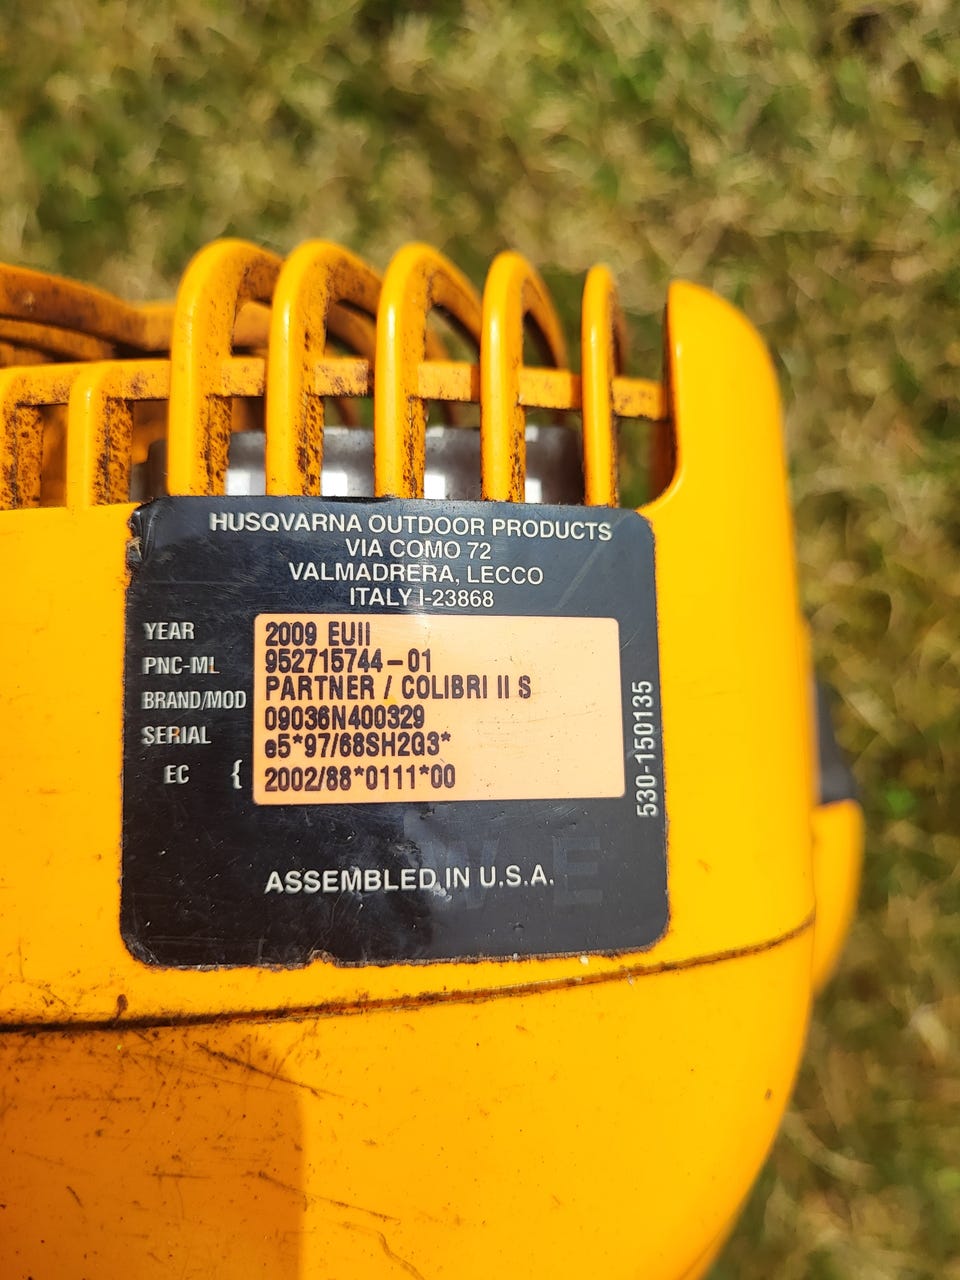 HUSQVARNA OUTDOOR PRODUCTS
VIA COMO 72
VALMADRERA, LECCO
ITALY I-23868
YEAR 2009 EUII
PNC-ML 952715744-01
BRAND/MOD PARTNER / COLIBRI II S
SERIAL 09036N400329
e5*97/68SH2G3*
EC { 2002/88*0111*00
530-150135
ASSEMBLED IN U.S.A.